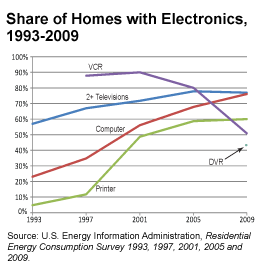 Share of Homes with Electronics,
1993-2009
100%
90%
80%
70%
60%
50%
40%
30%
20%
10%
0%
VCR
2+ Televisions
Computer
Printer
DVR
1993 1997 2001 2005 2009
Source: U.S. Energy Information Administration, Residential
Energy Consumption Survey 1993, 1997, 2001, 2005 and
2009.